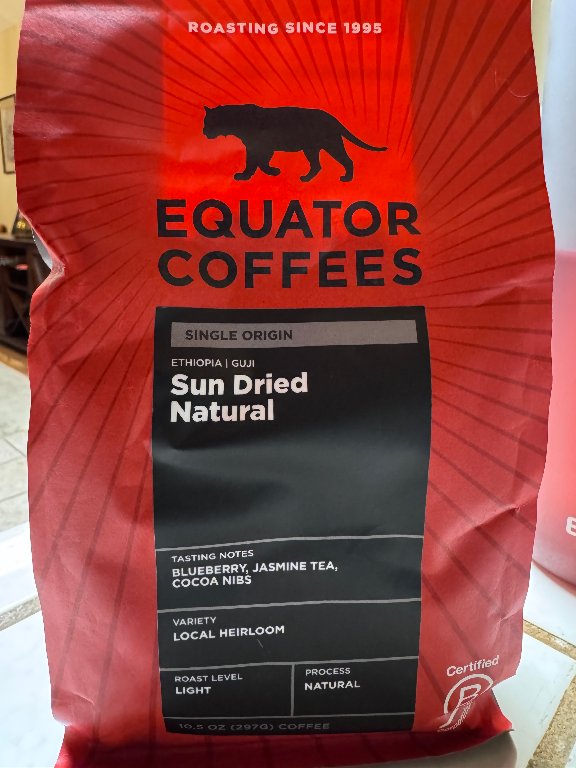 ROASTING SINCE 1995
EQUATOR
COFFEES
SINGLE ORIGIN
ETHIOPIA | GUJI
Sun Dried
Natural
TASTING NOTES
BLUEBERRY, JASMINE TEA,
COCOA NIBS
VARIETY
LOCAL HEIRLOOM
ROAST LEVEL
LIGHT
PROCESS
NATURAL
10.5 OZ (297G) COFFEE
Certified